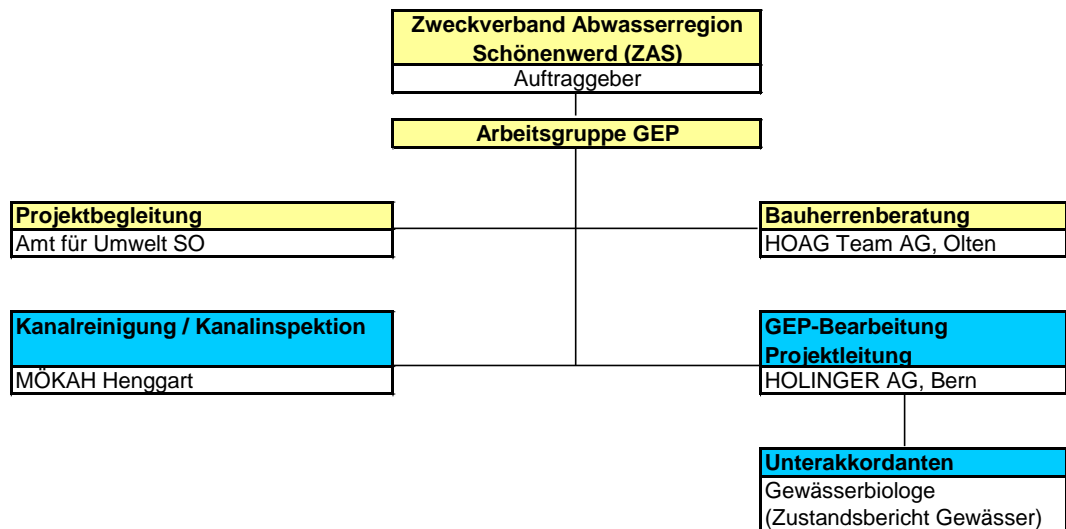 Zweckverband Abwasserregion
Schönenwerd (ZAS)
Auftraggeber
Arbeitsgruppe GEP
Projektbegleitung
Amt für Umwelt SO
Bauherrenberatung
HOAG Team AG, Olten
Kanalreinigung / Kanalinspektion
MÖKAH Henggart
GEP-Bearbeitung
Projektleitung
HOLINGER AG, Bern
Unterakkordanten
Gewässerbiologe
(Zustandsbericht Gewässer)